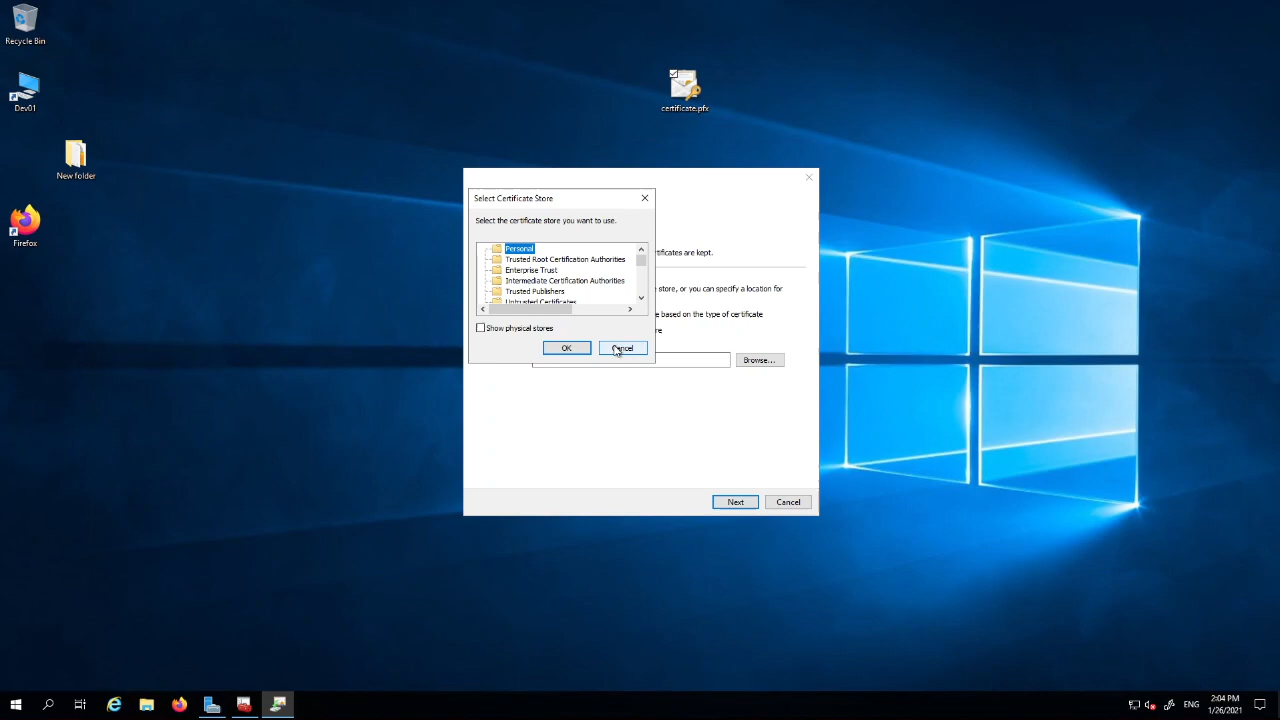 Recycle Bin
Dev01
New folder
Firefox
certificate.pfx
Select Certificate Store
Select the certificate store you want to use.
Personal
Trusted Root Certification Authorities
Enterprise Trust
Intermediate Certification Authorities
Trusted Publishers
Untrusted Certificates
Show physical stores
OK
Cancel
tificates are kept.
e store, or you can specify a location for
e based on the type of certificate
re
Browse...
Next
Cancel
ENG
2:04 PM
1/26/2021